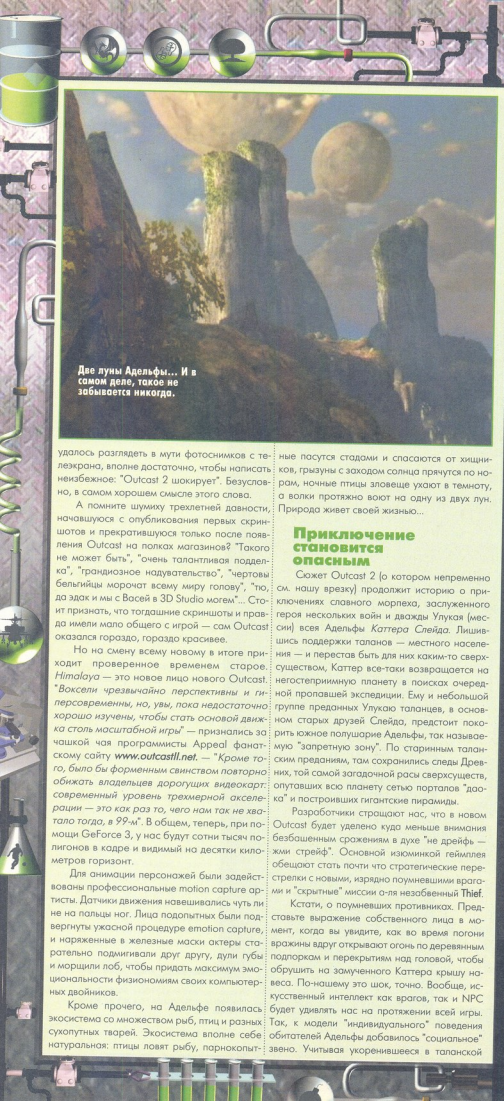 Две луны Адельфы... И в
самом деле, такое не
забывается никогда.
удалось разглядеть в мути фотоснимков с те-
леэкрана, вполне достаточно, чтобы написать
неизбежное: "Outcast 2 шокирует". Безуслов-
но, в самом хорошем смысле этого слова.
А помните шумиху трехлетней давности,
начавшуюся с опубликования первых скрин-
шотов и прекратившуюся только после появ-
ления Outcast на полках магазинов? "Такого
не может быть", "очень талантливая поддел-
ка", "грандиозное надувательство", "чертовы
бельгийцы морочат всему миру голову", "тю,
да эдак и мы с Васей в 3D Studio могем"... Сто-
ит признать, что тогдашние скриншоты и прав-
да имели мало общего с игрой — сам Outcast
оказался гораздо, гораздо красивее.
Но на смену всему новому в итоге при-
ходит проверенное временем старое.
Himalaya — это новое лицо нового Outcast.
"Воксели чрезвычайно перспективны и ги-
персовременны, но, увы, пока недостаточно
хорошо изучены, чтобы стать основой движ-
ка столь масштабной игры" — признались за
чашкой чая программисты Appeal фанат-
скому сайту www.outcastII.net. — "Кроме то-
го, было бы форменным свинством повторно
обижать владельцев дорогущих видеокарт:
современный уровень трехмерной акселе-
рации — это как раз то, чего нам так не хва-
тало тогда, в 99-м". В общем, теперь, при по-
мощи GeForce 3, у нас будут сотни тысяч по-
лигонов в кадре и видимый на десятки кило-
метров горизонт.
Для анимации персонажей были задейст-
вованы профессиональные motion capture ар-
тисты. Датчики движения навешивались чуть ли
не на пальцы ног. Лица подопытных были под-
вергнуты ужасной процедуре emotion capture,
и наряженные в железные маски актеры ста-
рательно подмигивали друг другу, дули губы
и морщили лоб, чтобы придать максимум эмо-
циональности физиономиям своих компьютер-
ных двойников.
Кроме прочего, на Адельфе появилась
экосистема со множеством рыб, птиц и разных
сухопутных тварей. Экосистема вполне себе
натуральная: птицы ловят рыбу, парнокопыт-
ные пасутся стадами и спасаются от хищни-
ков, грызуны с заходом солнца прячутся по но-
рам, ночные птицы зловеще ухают в темноту,
а волки протяжно воют на одну из двух лун.
Природа живет своей жизнью...
Приключение
становится
опасным
Сюжет Outcast 2 (о котором непременно
см. нашу врезку) продолжит историю о при-
ключениях славного морпеха, заслуженного
героя нескольких войн и дважды Улукая (мес-
сии) всея Адельфы Каттера Слейда. Лишив-
шись поддержки таланов — местного населе-
ния — и перестав быть для них каким-то сверх-
существом, Каттер все-таки возвращается на
негостеприимную планету в поисках очеред-
ной пропавшей экспедиции. Ему и небольшой
группе преданных Улукаю таланцев, в основ-
ном старых друзей Слейда, предстоит поко-
рить южное полушарие Адельфы, так называе-
мую "запретную зону". По старинным талан-
ским преданиям, там сохранились следы Древ-
них, той самой загадочной расы сверхсуществ,
опутавших всю планету сетью порталов "дао-
ка" и построивших гигантские пирамиды.
Разработчики стращают нас, что в новом
Outcast будет уделено куда меньше внимания
безбашенным сражениям в духе "не дрейфь —
жми стрейф". Основной изюминкой геймплея
обещают стать почти что стратегические пере-
стрелки с новыми, изрядно поумневшими врага-
ми и "скрытные" миссии а-ля незабвенный Thief.
Кстати, о поумневших противниках. Пред-
ставьте выражение собственного лица в мо-
мент, когда вы увидите, как во время погони
вражины вдруг открывают огонь по деревянным
подпоркам и перекрытиям над головой, чтобы
обрушить на замученного Каттера крышу на-
веса. По-нашему это шок, точно. Вообще, ис-
кусственный интеллект как врагов, так и NPC
будет удивлять нас на протяжении всей игры.
Так, к модели "индивидуального" поведения
обитателей Адельфы добавилось "социальное"
звено. Учитывая укоренившееся в таланской